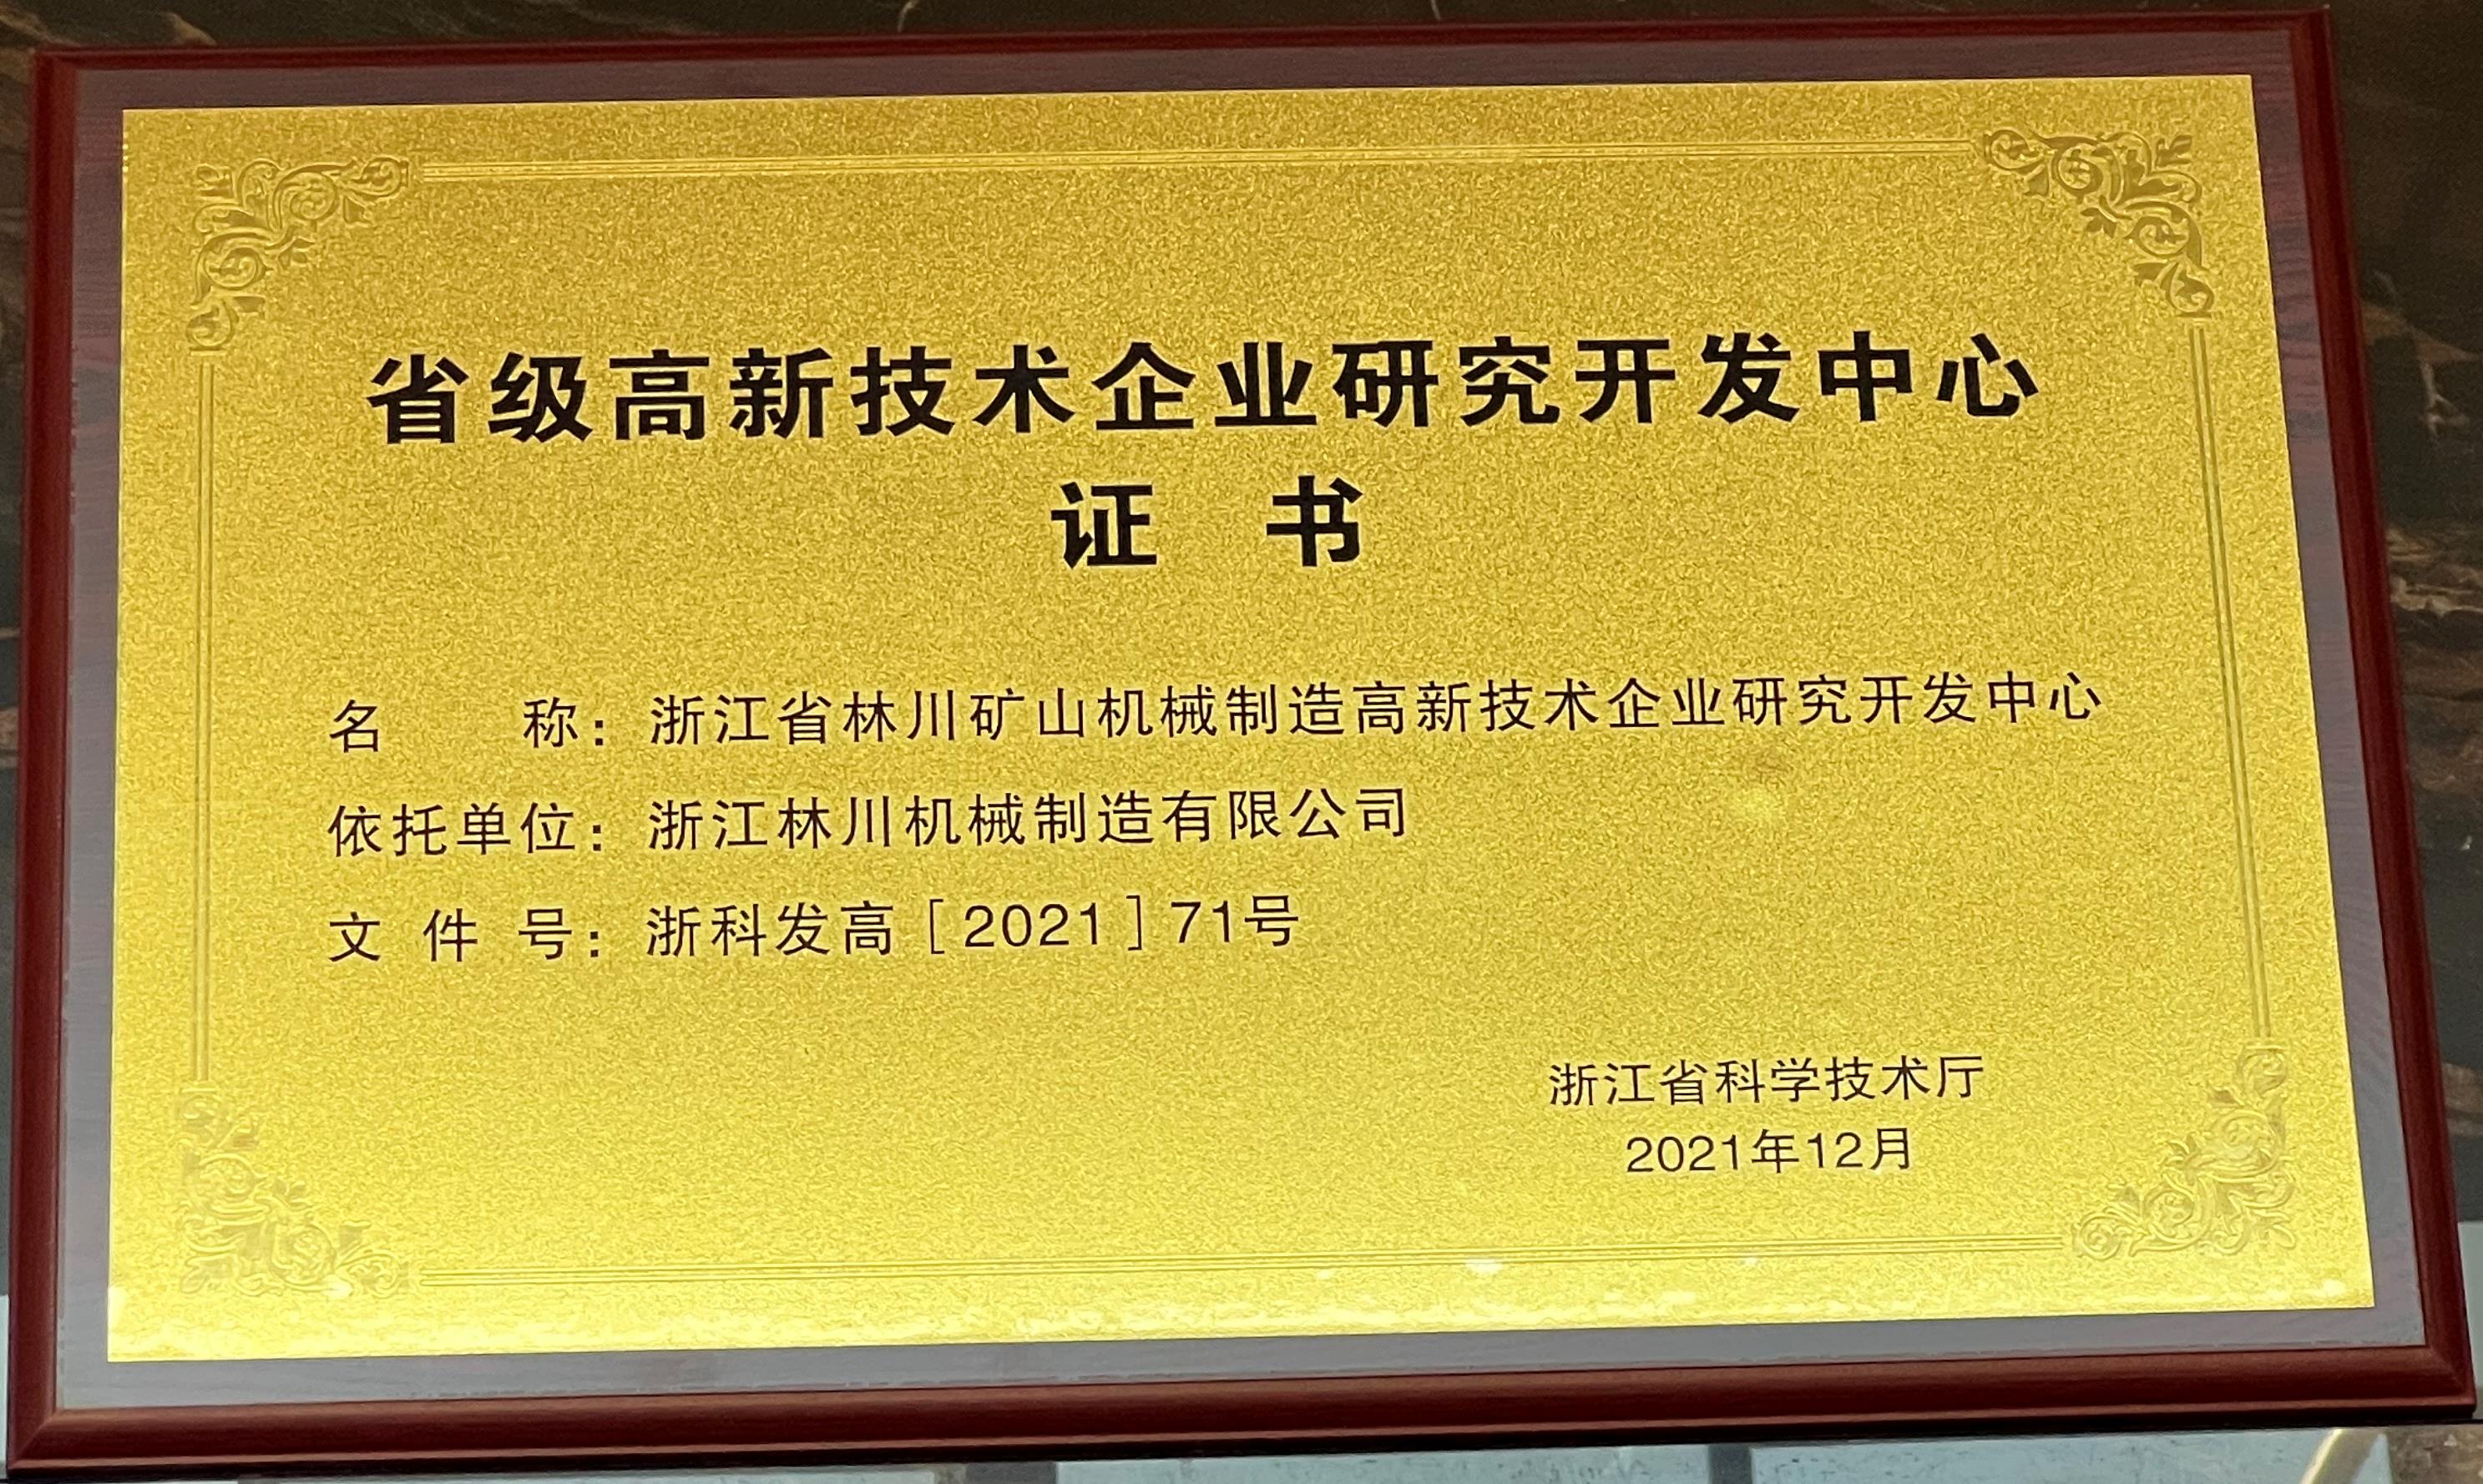 省级高新技术企业研究开发中心
证 书
名 称：浙江省林川矿山机械制造高新技术企业研究开发中心
依托单位：浙江林川机械制造有限公司
文 件 号：浙科发高［2021］71号
浙江省科学技术厅
2021年12月